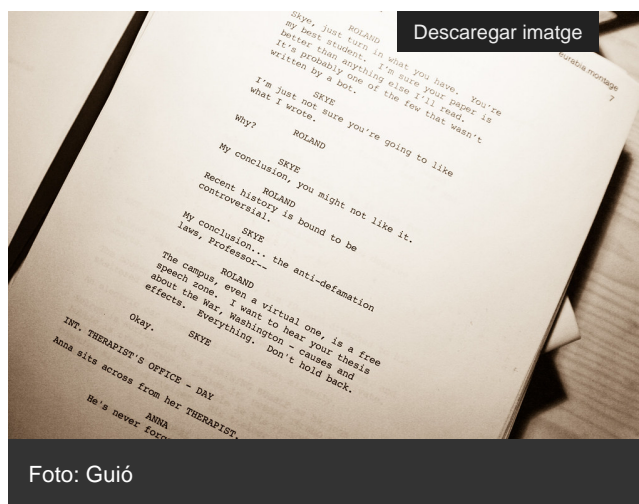 Descaregar imatge
7
Skye, just turn in what you have. You're
my best student. I'm sure your paper is
better than anything else I'll read.
It's probably one of the few that wasn't
written by a bot.
SKYE
I'm just not sure you're going to like
what I wrote.
ROLAND
Why?
SKYE
My conclusion, you might not like it.
ROLAND
Recent history is bound to be
controversial.
SKYE
My conclusion... the anti-defamation
laws, Professor--
ROLAND
The campus, even a virtual one, is a free
speech zone. I want to hear your thesis
about the War, Washington - causes and
effects. Everything. Don't hold back.
SKYE
Okay.
INT. THERAPIST'S OFFICE - DAY
Anna sits across from her THERAPIST.
ANNA
He's never
Foto: Guió